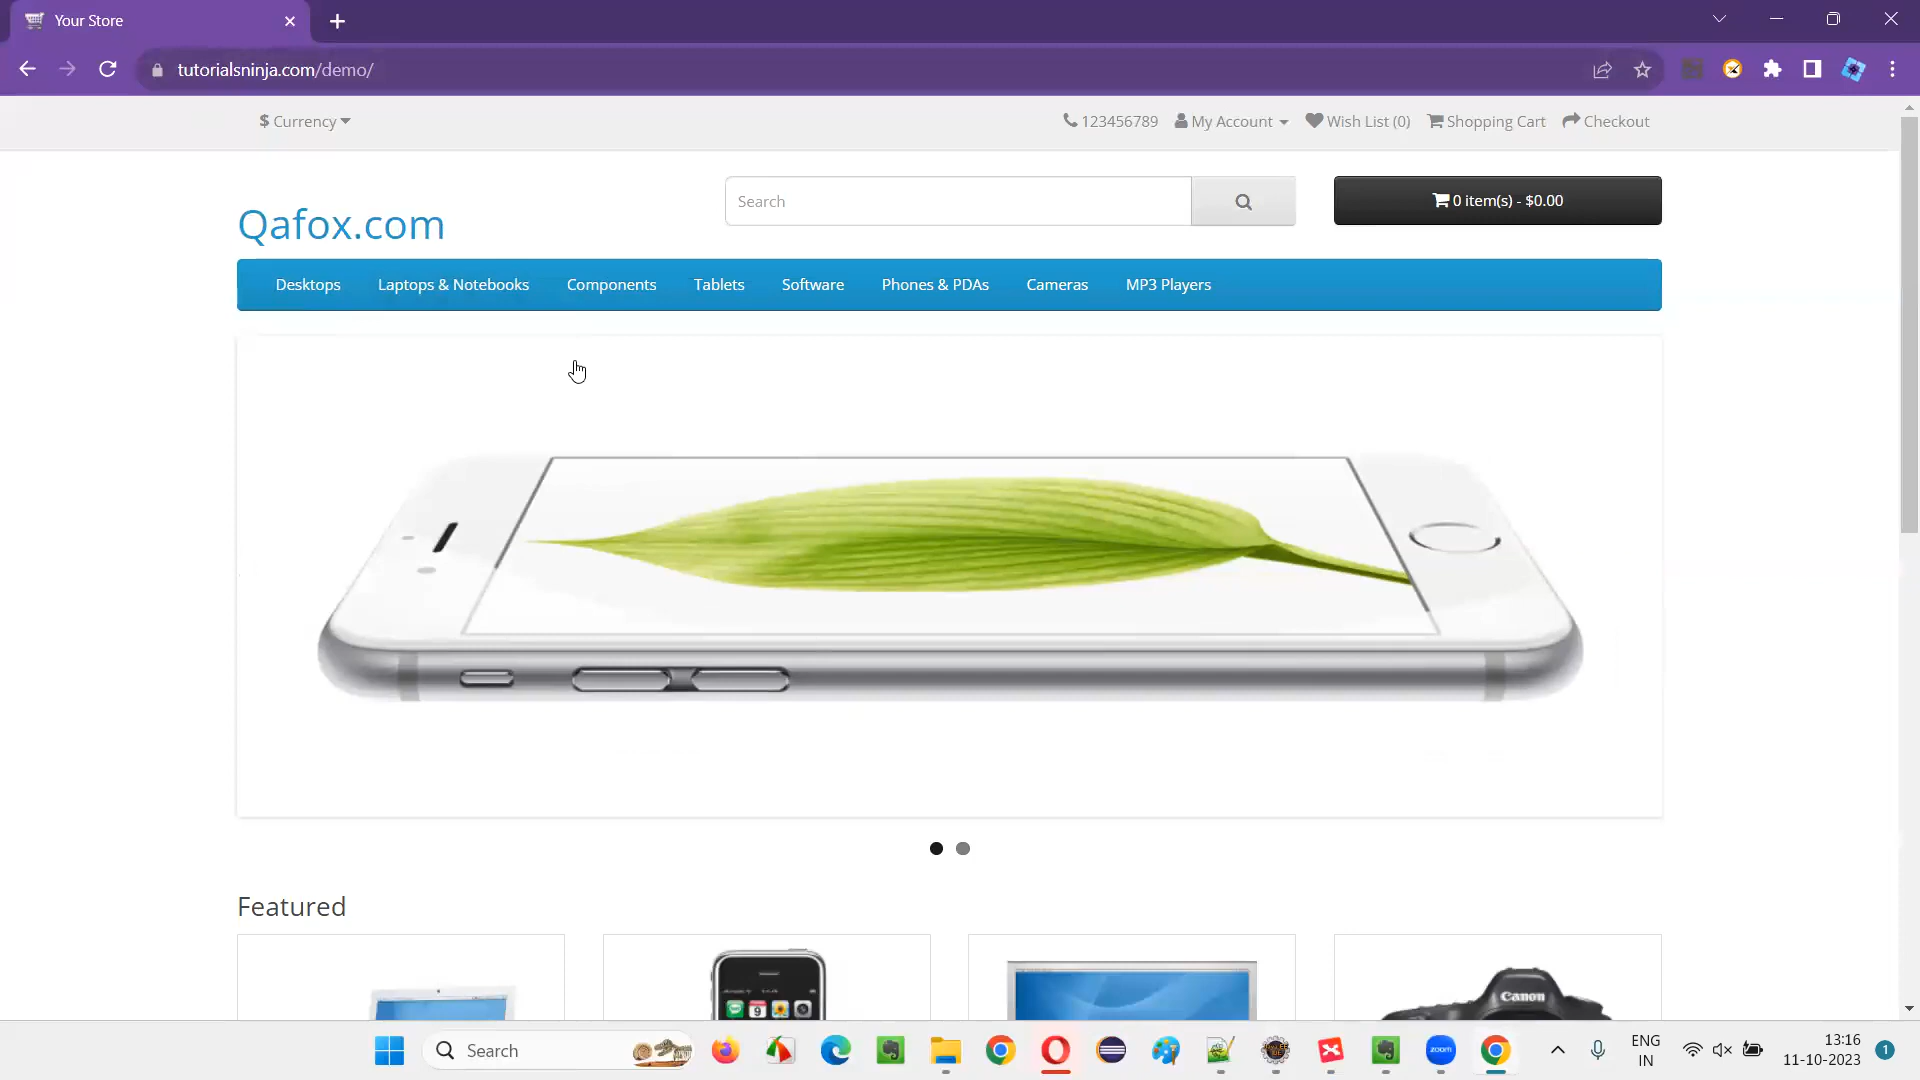 Your Store
tutorialsninja.com/demo/
$ Currency
123456789 My Account Wish List (0) Shopping Cart Checkout
Qafox.com
Search
0 item(s) - $0.00
Desktops Laptops & Notebooks Components Tablets Software Phones & PDAs Cameras MP3 Players
Featured
9
Canon
Search
zoom
ENG
IN
13:16
11-10-2023
1